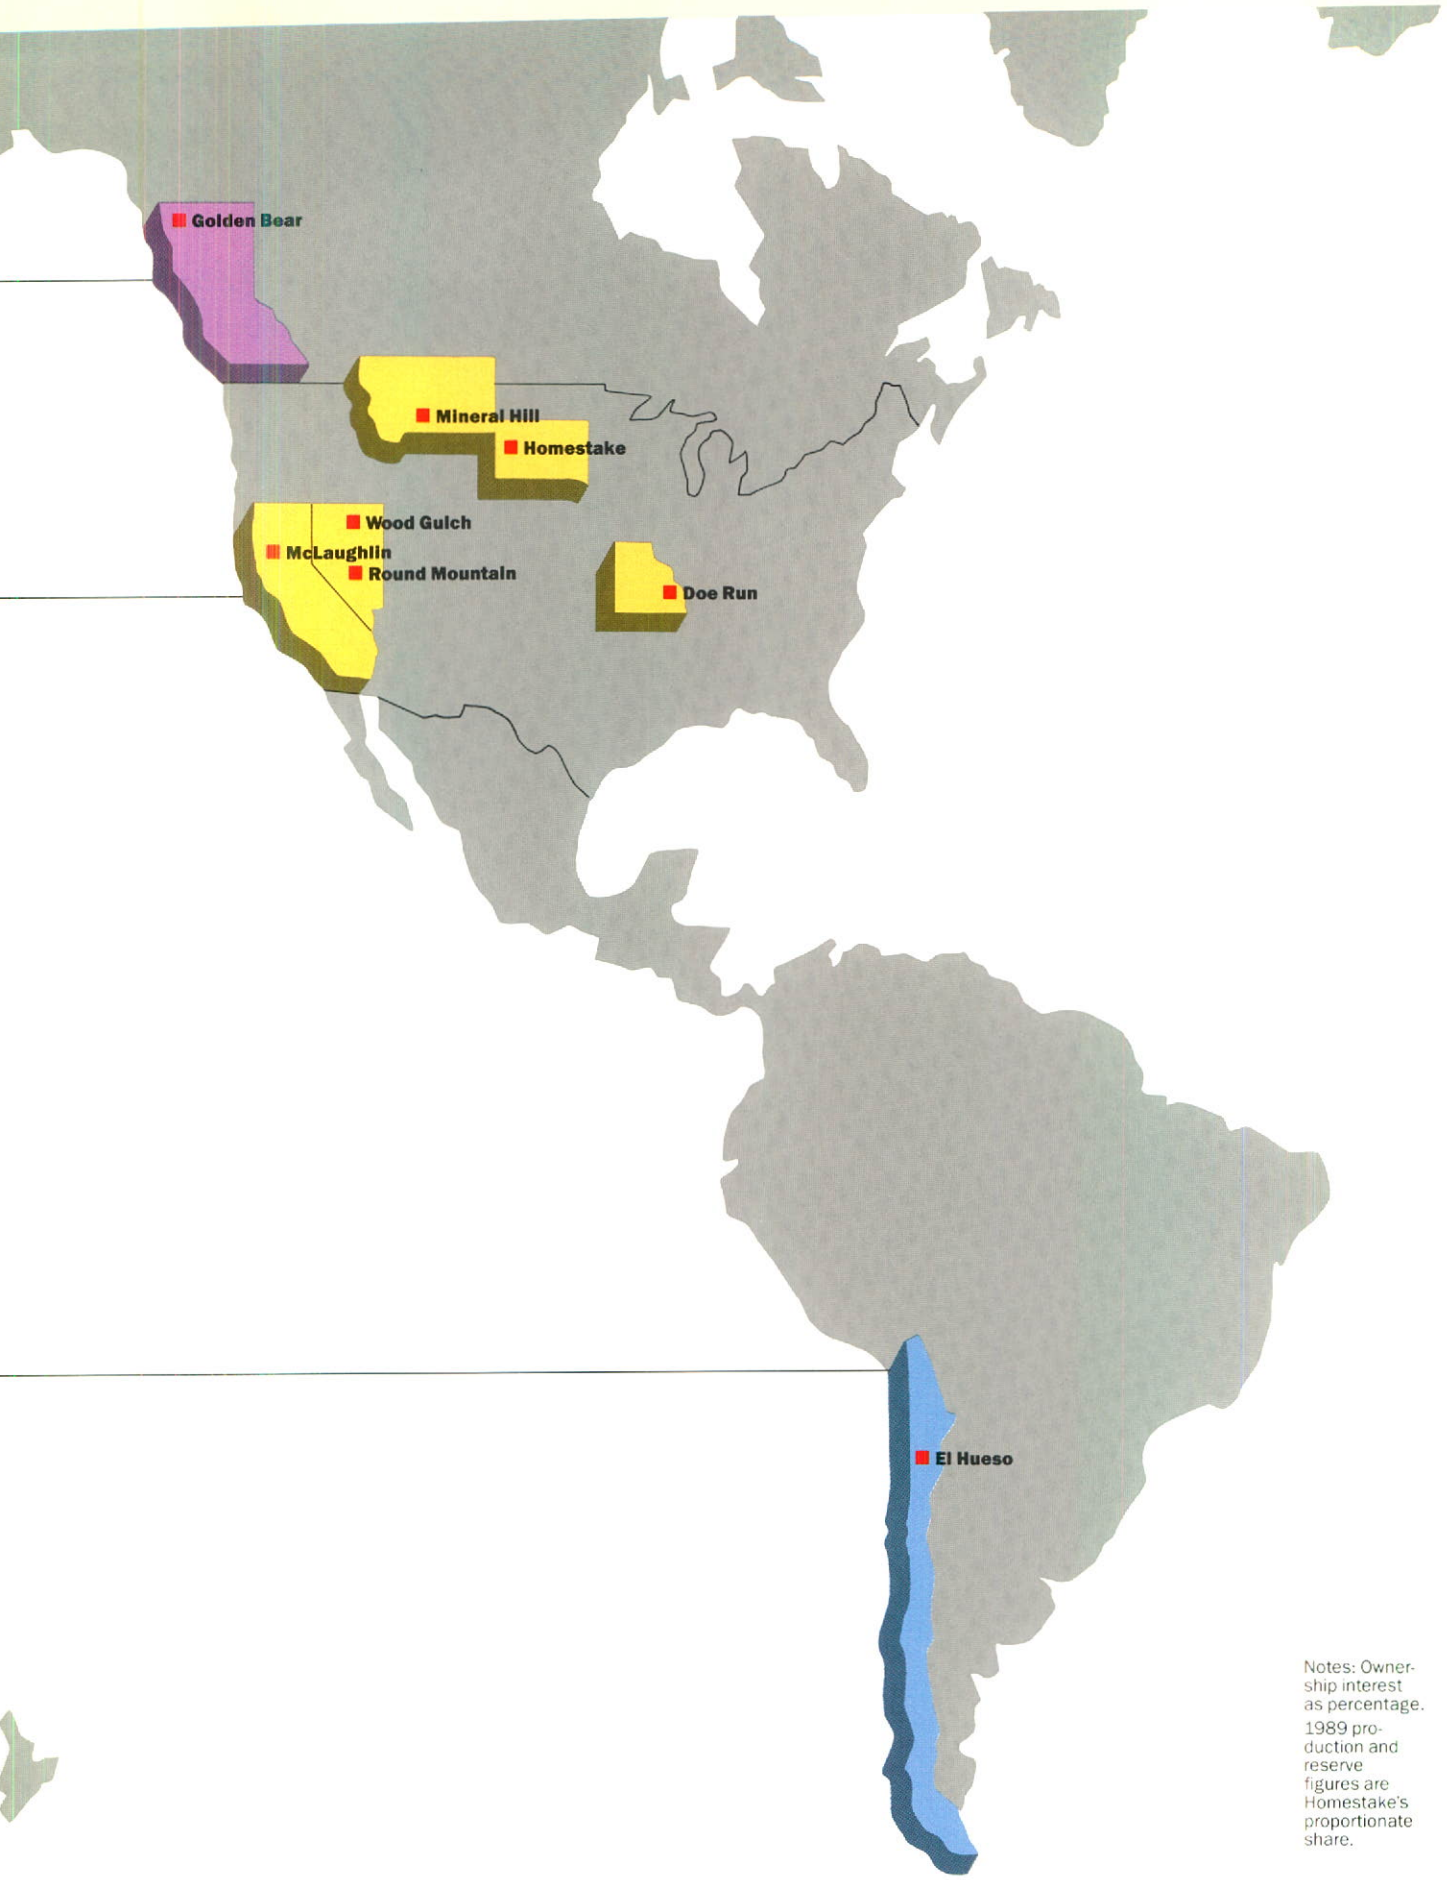 Golden Bear
Mineral Hill
Homestake
Wood Gulch
McLaughlin
Round Mountain
Doe Run
El Hueso
Notes: Owner-
ship interest
as percentage.
1989 pro-
duction and
reserve
figures are
Homestake's
proportionate
share.